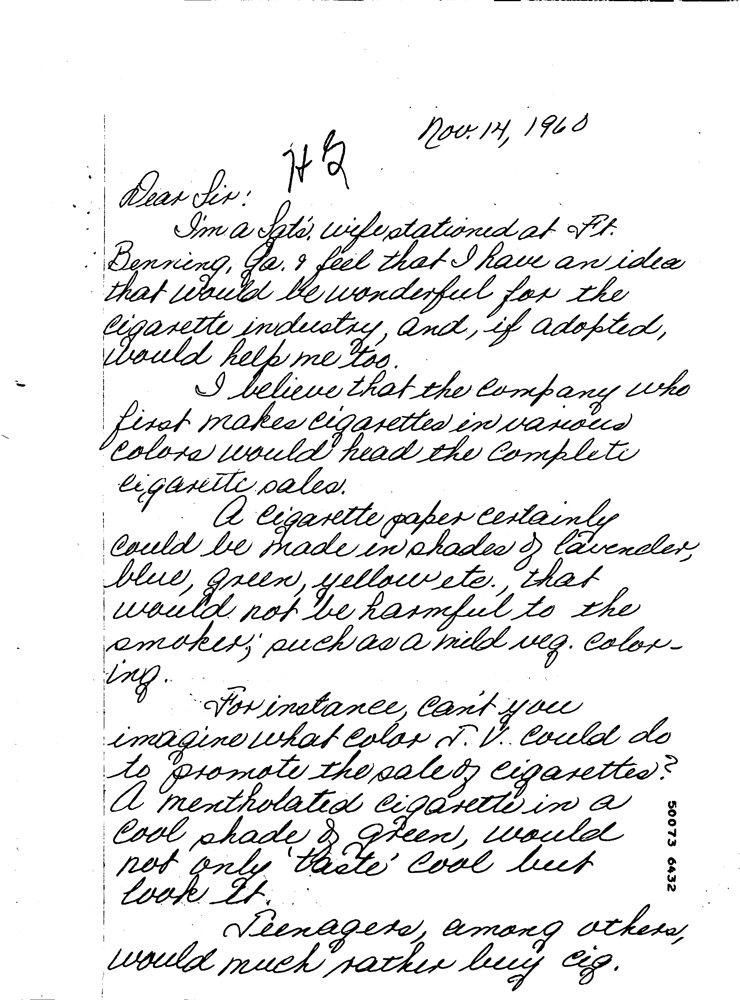 Nov. 14, 1960
Dear Sir:
I'm a Sgts'. wife stationed at Ft.
Benning, Ga. & feel that I have an idea
that would be wonderful for the
cigarette industry, and, if adopted,
would help me too.
I believe that the company who
first makes cigarettes in various
colors would head the complete
cigarette sales.
A cigarette paper certainly
could be made in shades of lavender,
blue, green, yellow etc., that
would not be harmful to the
smoker; such as a mild veg. color-
ing.
For instance, can't you
imagine what color T.V. could do
to promote the sale of cigarettes?
A mentholated cigarette in a
cool shade of green, would
not only 'taste' cool but
look it.
Teenagers, among others,
would much rather buy cig.
50073 6432